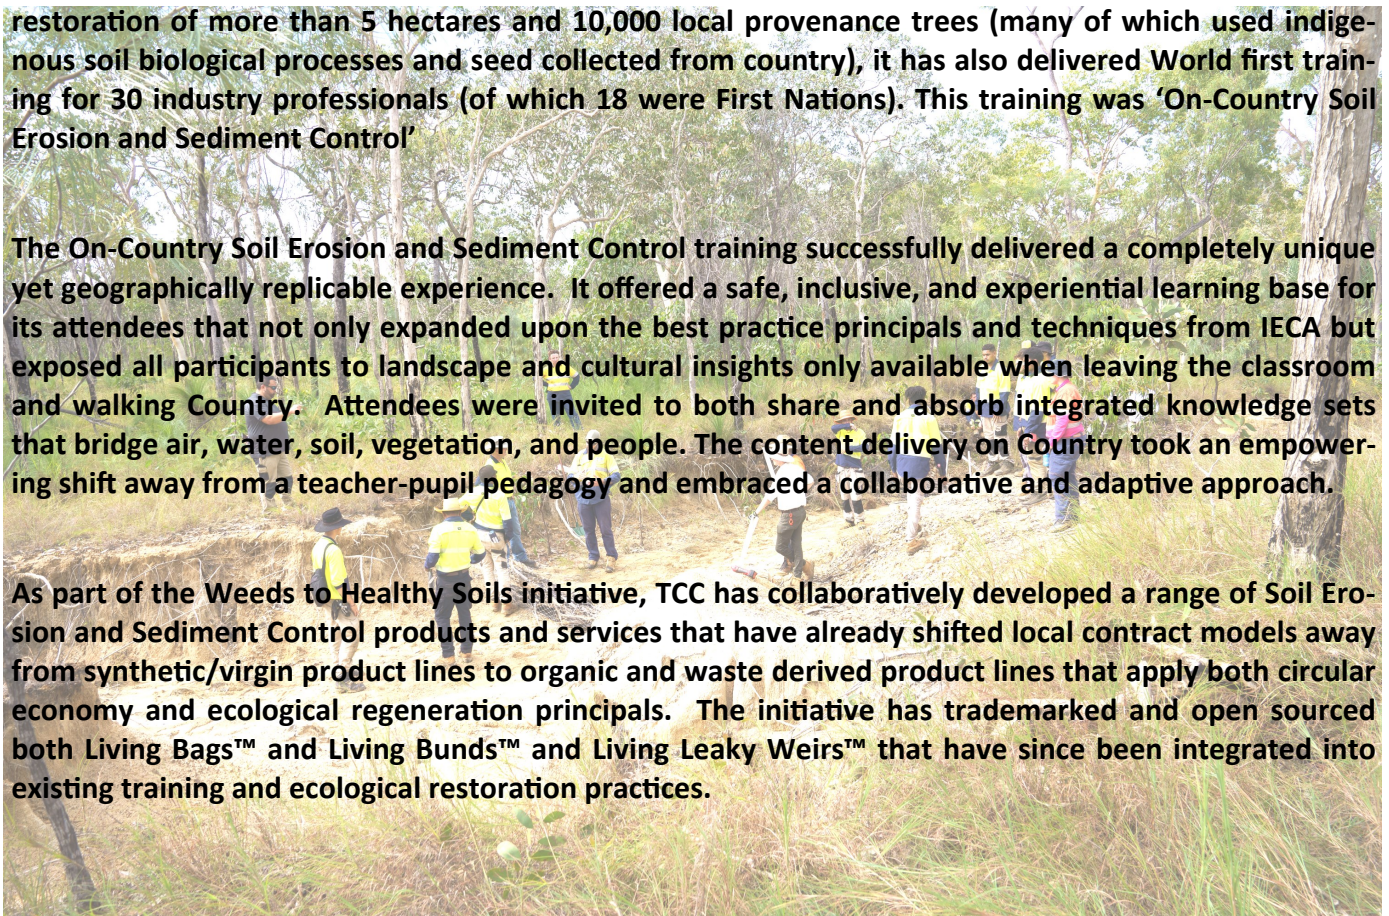 restoration of more than 5 hectares and 10,000 local provenance trees (many of which used indige-
nous soil biological processes and seed collected from country), it has also delivered World first train-
ing for 30 industry professionals (of which 18 were First Nations). This training was ‘On-Country Soil
Erosion and Sediment Control’
The On-Country Soil Erosion and Sediment Control training successfully delivered a completely unique
yet geographically replicable experience.  It offered a safe, inclusive, and experiential learning base for
its attendees that not only expanded upon the best practice principals and techniques from IECA but
exposed all participants to landscape and cultural insights only available when leaving the classroom
and walking Country.  Attendees were invited to both share and absorb integrated knowledge sets
that bridge air, water, soil, vegetation, and people. The content delivery on Country took an empower-
ing shift away from a teacher-pupil pedagogy and embraced a collaborative and adaptive approach.
As part of the Weeds to Healthy Soils initiative, TCC has collaboratively developed a range of Soil Ero-
sion and Sediment Control products and services that have already shifted local contract models away
from synthetic/virgin product lines to organic and waste derived product lines that apply both circular
economy and ecological regeneration principals.  The initiative has trademarked and open sourced
both Living Bags™ and Living Bunds™ and Living Leaky Weirs™ that have since been integrated into
existing training and ecological restoration practices.